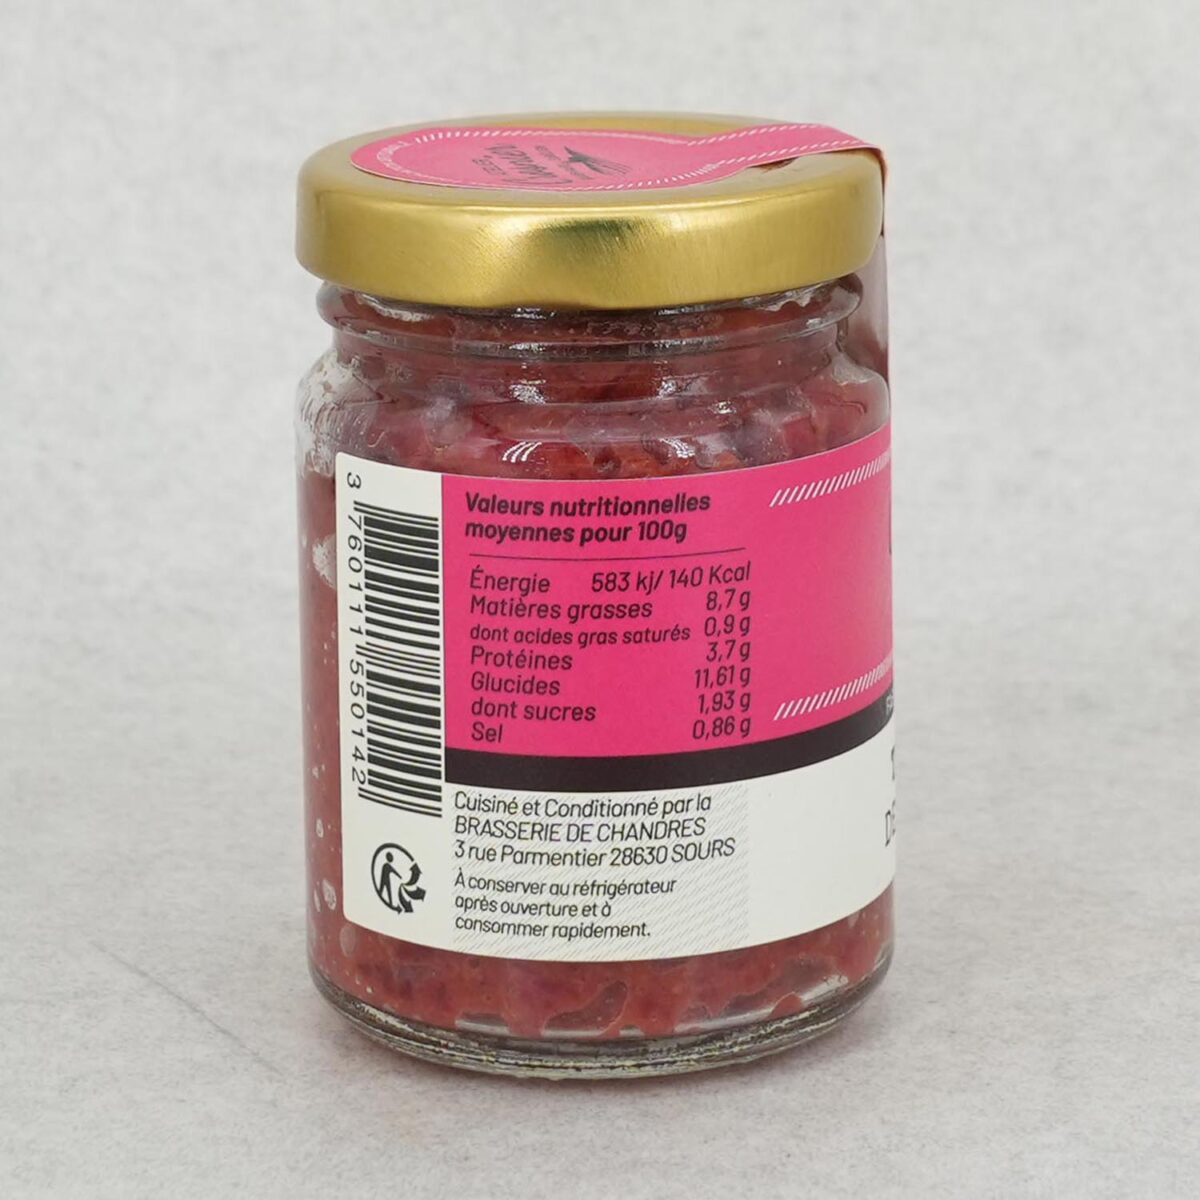 Valeurs nutritionnelles
moyennes pour 100g
Énergie 583 kj/ 140 Kcal
Matières grasses 8,7 g
dont acides gras saturés 0,9 g
Protéines 3,7 g
Glucides 11,61 g
dont sucres 1,93 g
Sel 0,86 g
3 760111 550142
Cuisiné et Conditionné par la
BRASSERIE DE CHANDRES
3 rue Parmentier 28630 SOURS
À conserver au réfrigérateur
après ouverture et à
consommer rapidement.